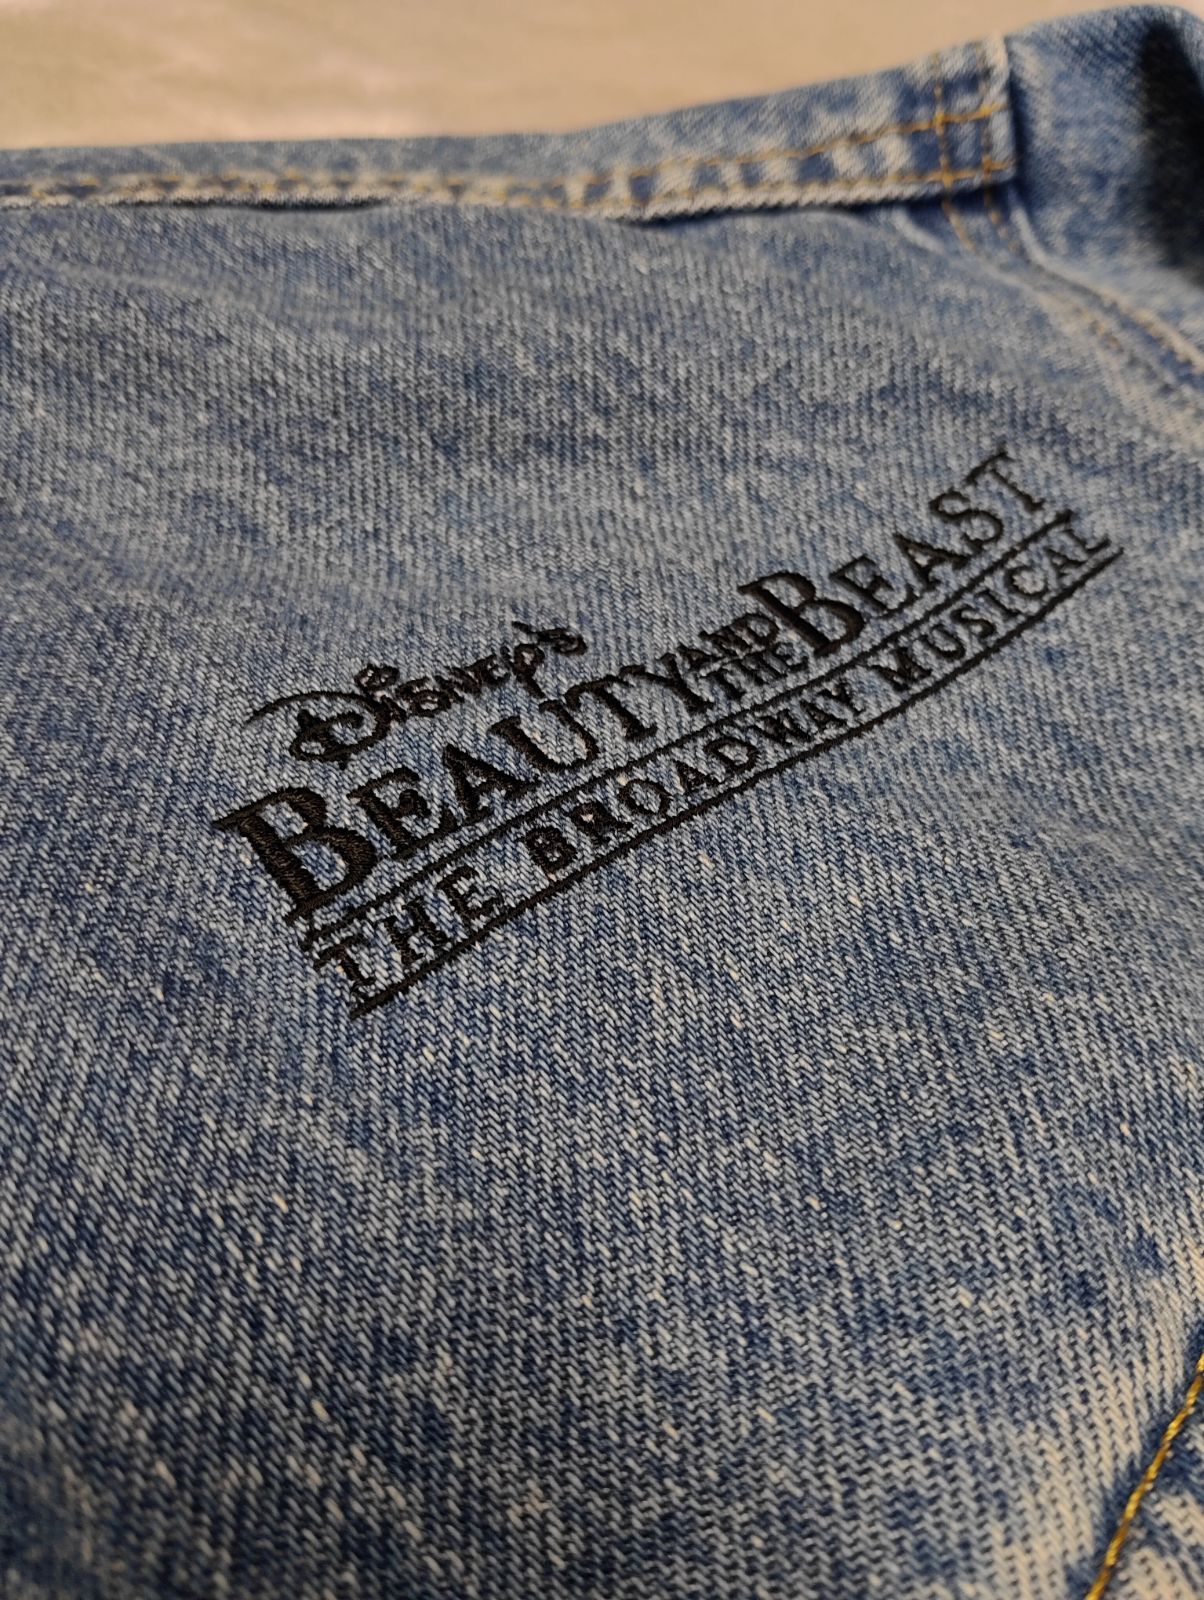 Disney's
BEAUTY AND THE BEAST
THE BROADWAY MUSICAL